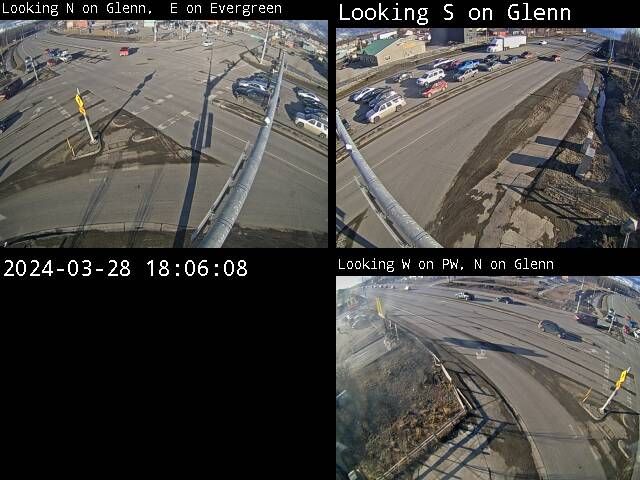 Looking N on Glenn, E on Evergreen
Looking S on Glenn
2024-03-28 18:06:08
Looking W on PW, N on Glenn